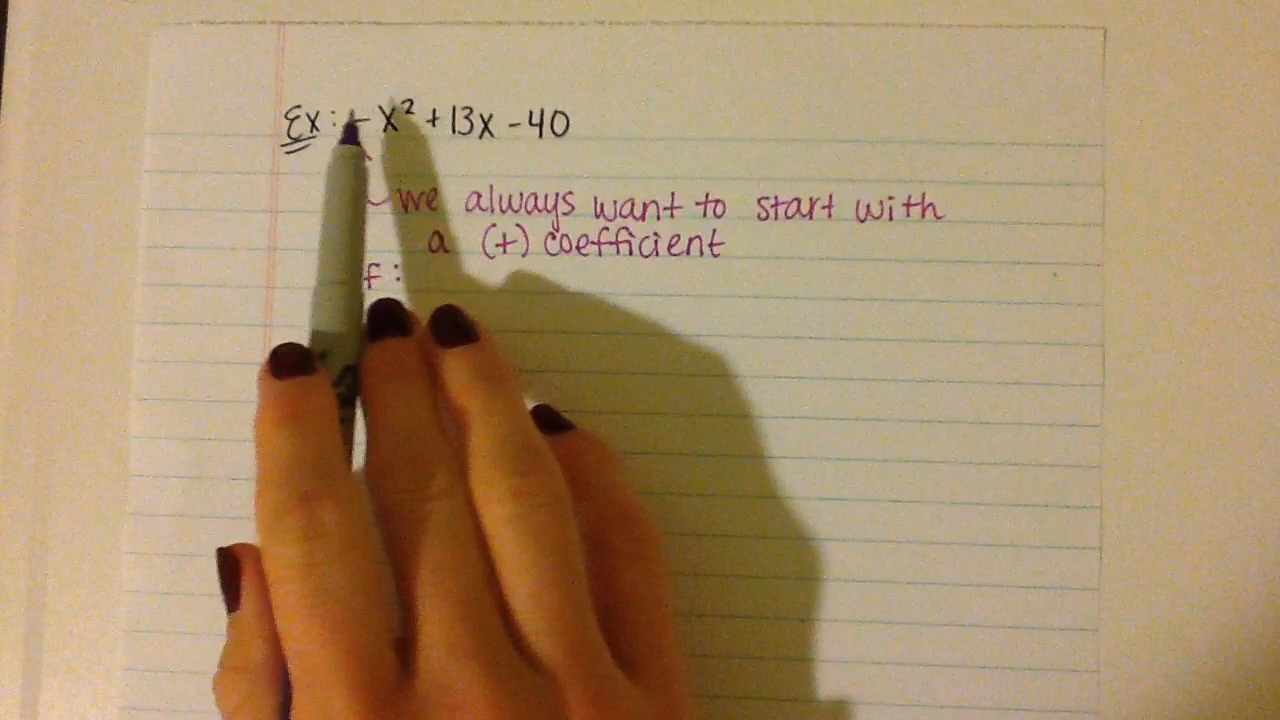 Ex: - x² + 13x - 40
we always want to start with
a (+) coefficient
F :